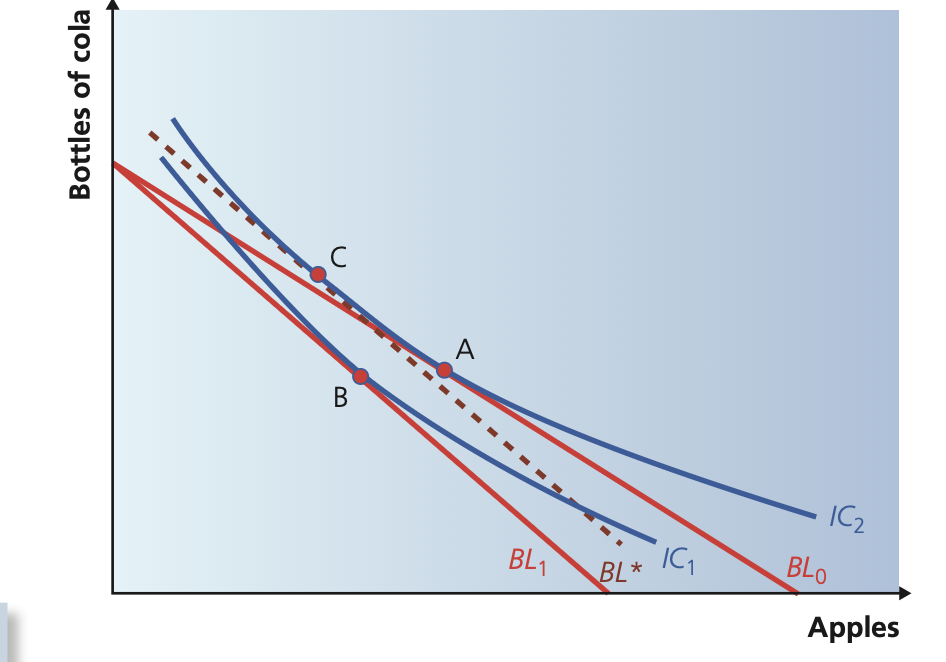 Bottles of cola
C
A
B
IC2
BL1
BL*
IC1
BL0
Apples